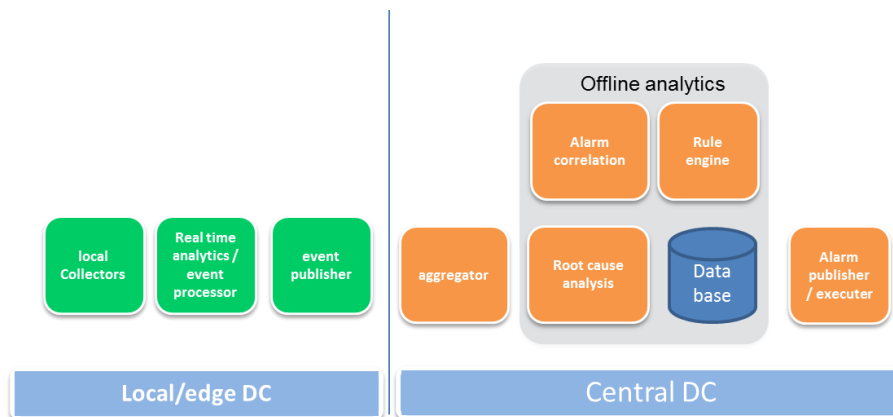 Offline analytics
Alarm
correlation
Rule
engine
local
Collectors
Real time
analytics /
event
processor
event
publisher
aggregator
Root cause
analysis
Data
base
Alarm
publisher
/ executer
Local/edge DC
Central DC